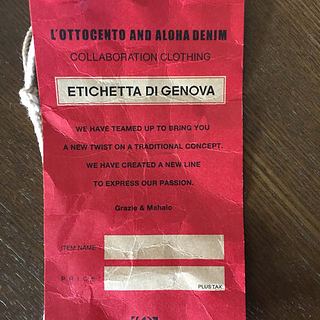 L'OTTOCENTO AND ALOHA DENIM
COLLABORATION CLOTHING
ETICHETTA DI GENOVA
WE HAVE TEAMED UP TO BRING YOU
A NEW TWIST ON A TRADITIONAL CONCEPT.
WE HAVE CREATED A NEW LINE
TO EXPRESS OUR PASSION.
Grazie & Mahalo
ITEM NAME
PRICE
PLUS TAX